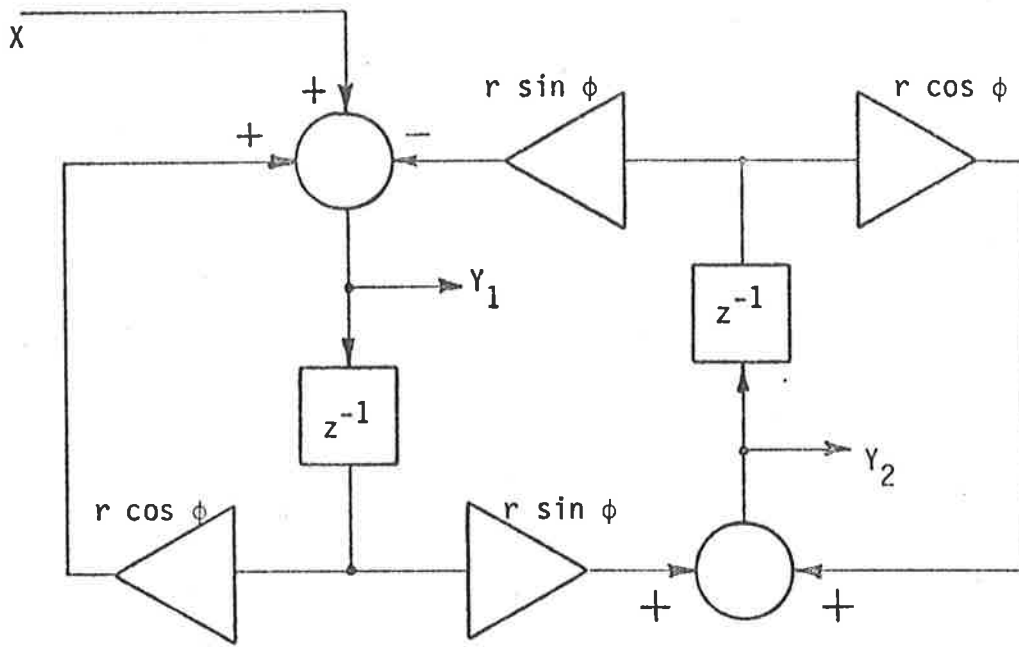 X
r sin ϕ
r cos ϕ
+
+
−
Y₁
z⁻¹
z⁻¹
Y₂
r cos ϕ
r sin ϕ
+
+